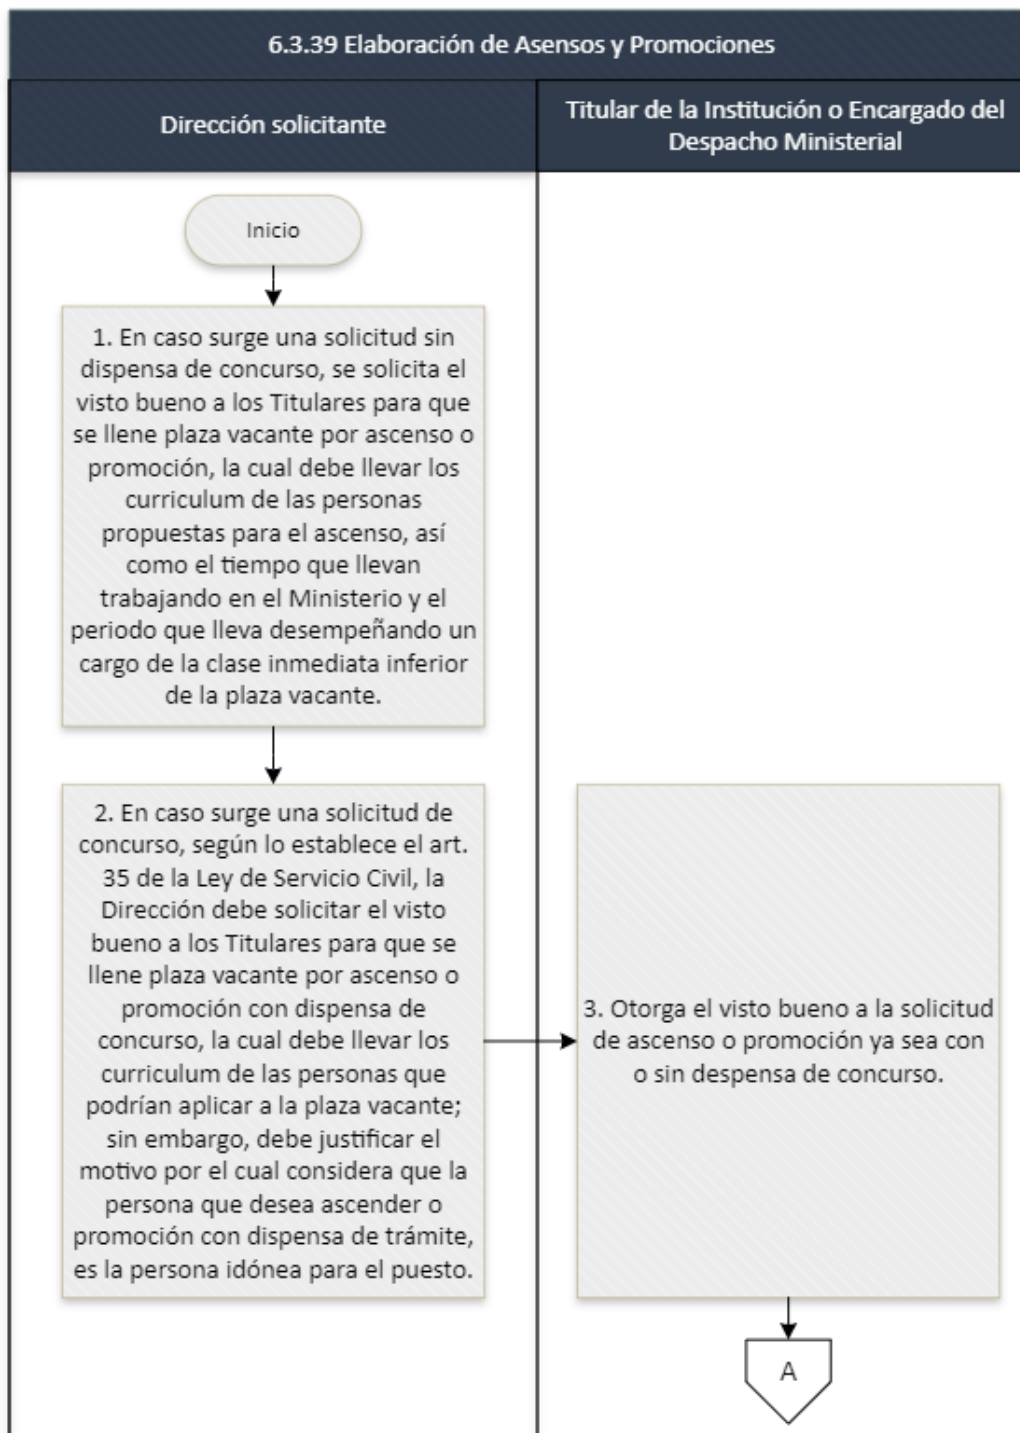 6.3.39 Elaboración de Asensos y Promociones
Dirección solicitante
Titular de la Institución o Encargado del
Despacho Ministerial
Inicio
1. En caso surge una solicitud sin
dispensa de concurso, se solicita el
visto bueno a los Titulares para que
se llene plaza vacante por ascenso o
promoción, la cual debe llevar los
curriculum de las personas
propuestas para el ascenso, así
como el tiempo que llevan
trabajando en el Ministerio y el
periodo que lleva desempeñando un
cargo de la clase inmediata inferior
de la plaza vacante.
2. En caso surge una solicitud de
concurso, según lo establece el art.
35 de la Ley de Servicio Civil, la
Dirección debe solicitar el visto
bueno a los Titulares para que se
llene plaza vacante por ascenso o
promoción con dispensa de
concurso, la cual debe llevar los
curriculum de las personas que
podrían aplicar a la plaza vacante;
sin embargo, debe justificar el
motivo por el cual considera que la
persona que desea ascender o
promoción con dispensa de trámite,
es la persona idónea para el puesto.
3. Otorga el visto bueno a la solicitud
de ascenso o promoción ya sea con
o sin despensa de concurso.
A